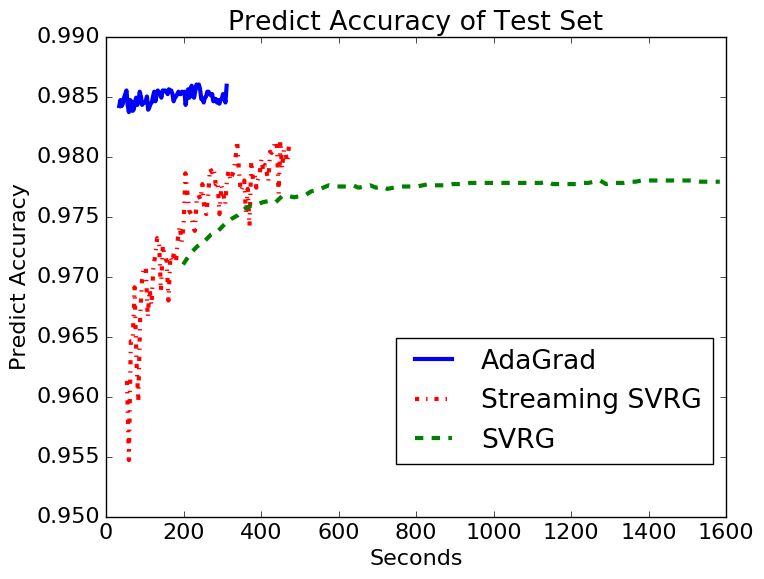 Predict Accuracy of Test Set
0.990
0.985
0.980
0.975
0.970
0.965
0.960
0.955
0.950
Predict Accuracy
AdaGrad
Streaming SVRG
SVRG
0 200 400 600 800 1000 1200 1400 1600
Seconds